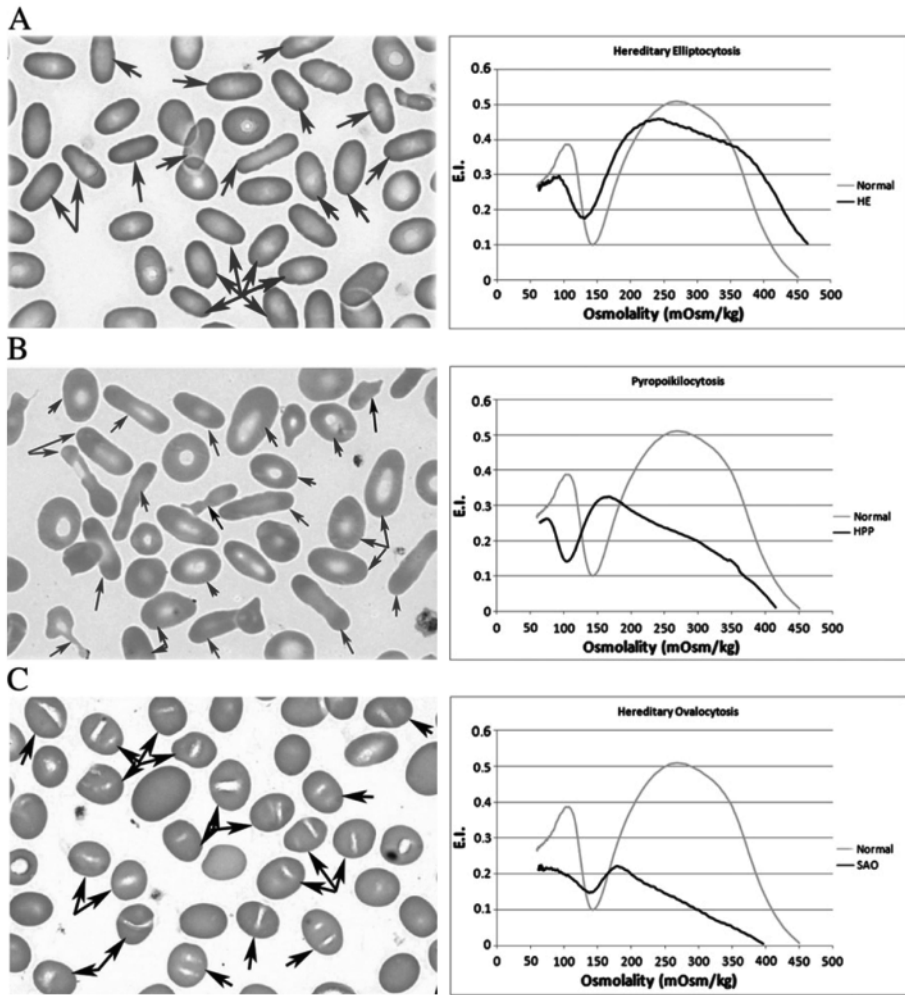 A
Hereditary Elliptocytosis
E.I.
0.6
0.5
0.4
0.3
0.2
0.1
0
50 100 150 200 250 300 350 400 450 500
Osmolality (mOsm/kg)
Normal
HE
B
Pyropoikilocytosis
E.I.
0.6
0.5
0.4
0.3
0.2
0.1
0
50 100 150 200 250 300 350 400 450 500
Osmolality (mOsm/kg)
Normal
HPP
C
Hereditary Ovalocytosis
E.I.
0.6
0.5
0.4
0.3
0.2
0.1
0
50 100 150 200 250 300 350 400 450 500
Osmolality (mOsm/kg)
Normal
SAO